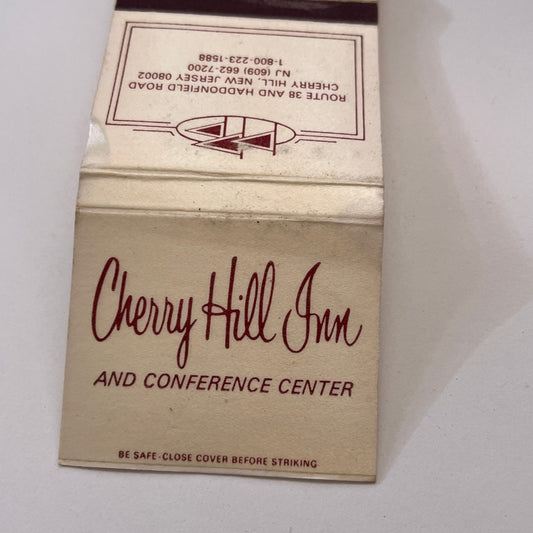 ROUTE 38 AND HADDONFIELD ROAD
CHERRY HILL, NEW JERSEY 08002
NJ (609) 662-7200
1-800-223-1588
Cherry Hill Inn
AND CONFERENCE CENTER
BE SAFE-CLOSE COVER BEFORE STRIKING